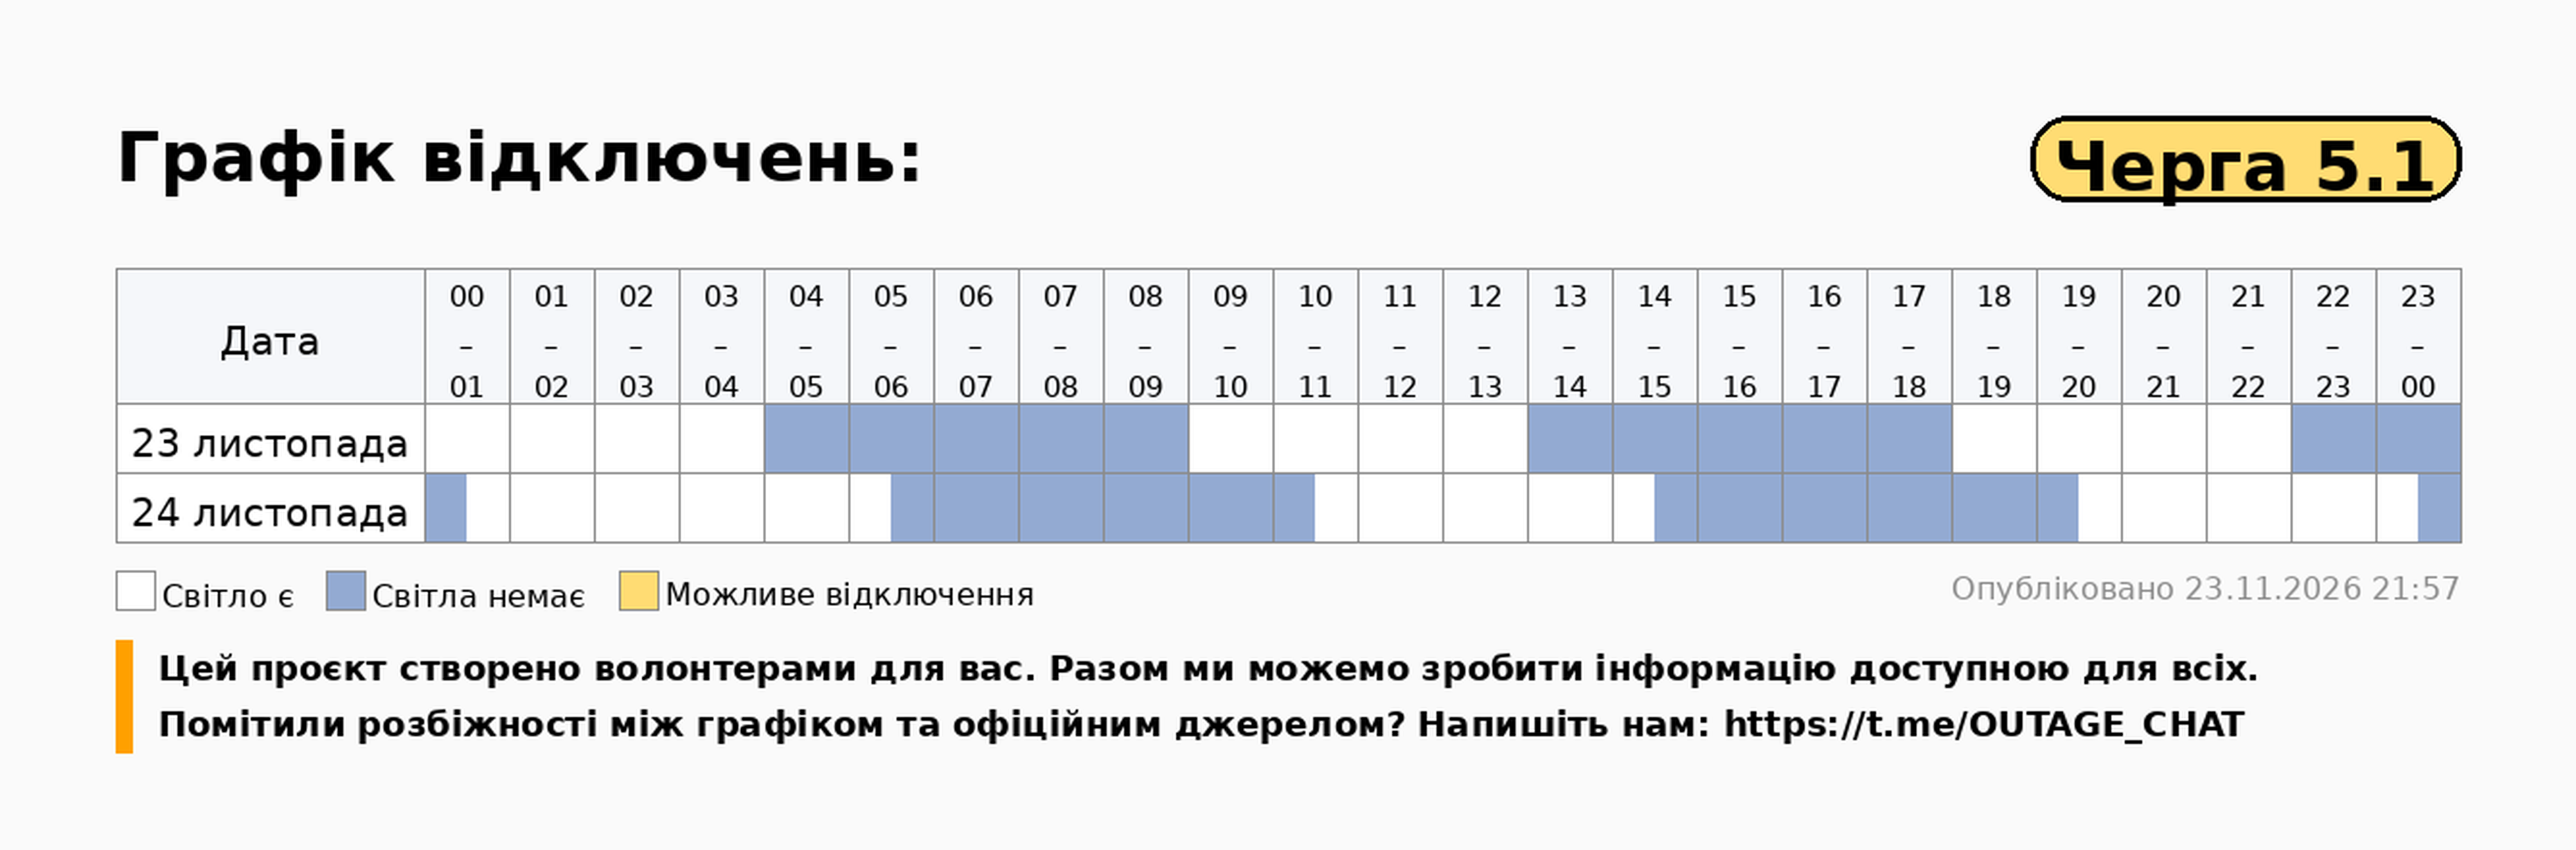 Графік відключень:
Черга 5.1
Дата
00 – 01
01 – 02
02 – 03
03 – 04
04 – 05
05 – 06
06 – 07
07 – 08
08 – 09
09 – 10
10 – 11
11 – 12
12 – 13
13 – 14
14 – 15
15 – 16
16 – 17
17 – 18
18 – 19
19 – 20
20 – 21
21 – 22
22 – 23
23 – 00
23 листопада
24 листопада
Світло є
Світла немає
Можливе відключення
Опубліковано 23.11.2026 21:57
Цей проєкт створено волонтерами для вас. Разом ми можемо зробити інформацію доступною для всіх.
Помітили розбіжності між графіком та офіційним джерелом? Напишіть нам: https://t.me/OUTAGE_CHAT